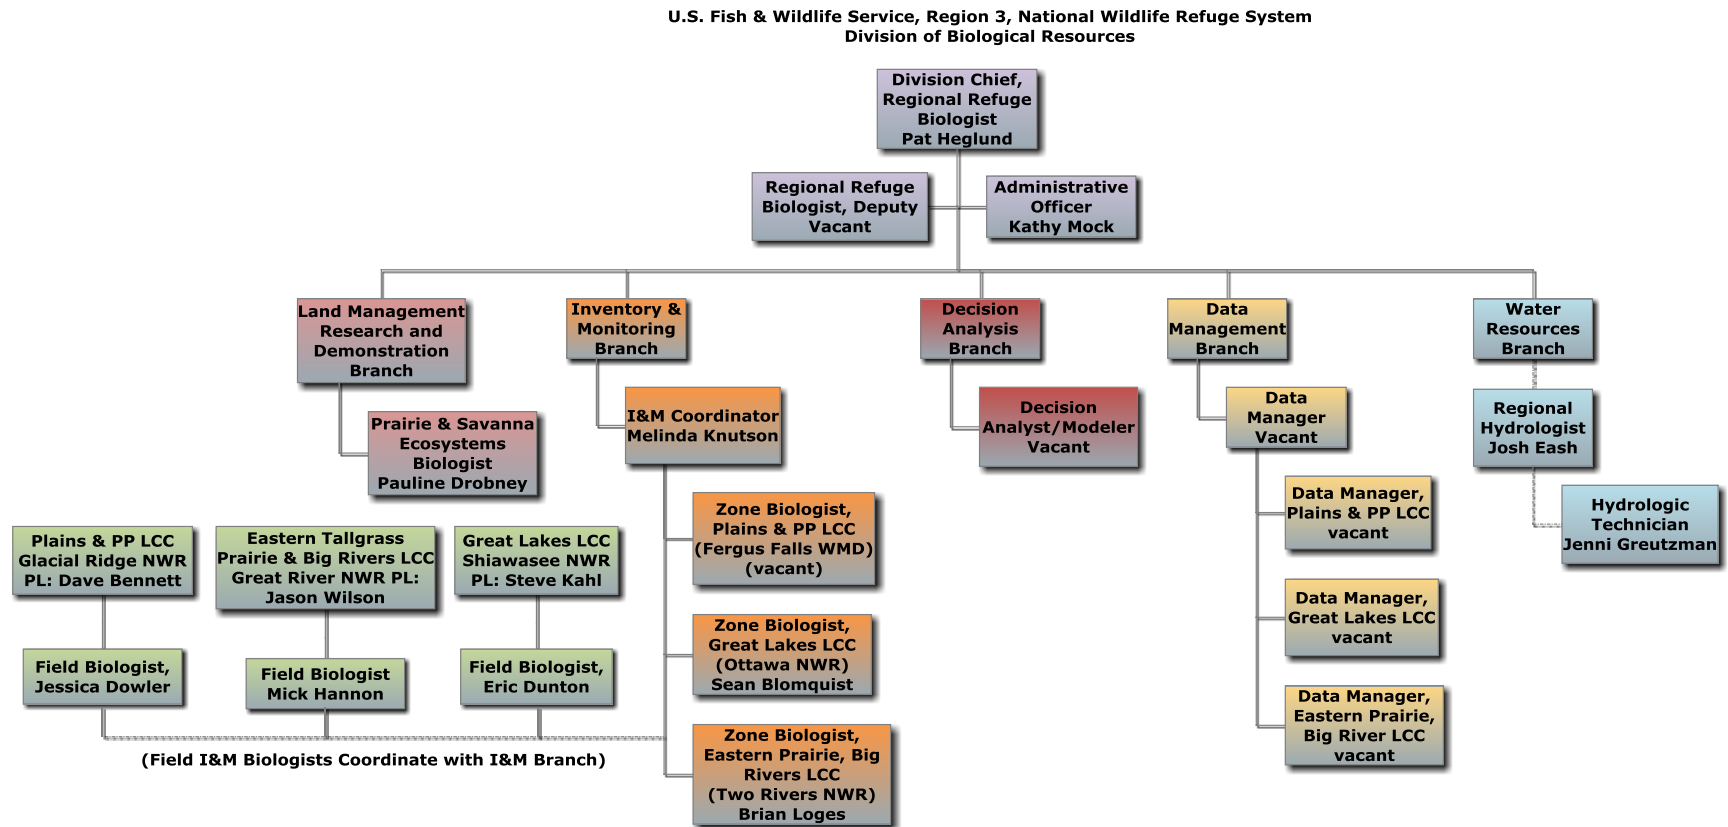 U.S. Fish & Wildlife Service, Region 3, National Wildlife Refuge System
Division of Biological Resources
Division Chief,
Regional Refuge
Biologist
Pat Heglund
Regional Refuge
Biologist, Deputy
Vacant
Administrative
Officer
Kathy Mock
Land Management
Research and
Demonstration
Branch
Inventory &
Monitoring
Branch
Decision
Analysis
Branch
Data
Management
Branch
Water
Resources
Branch
Prairie & Savanna
Ecosystems
Biologist
Pauline Drobney
I&M Coordinator
Melinda Knutson
Decision
Analyst/Modeler
Vacant
Data
Manager
Vacant
Regional
Hydrologist
Josh Eash
Hydrologic
Technician
Jenni Greutzman
Zone Biologist,
Plains & PP LCC
(Fergus Falls WMD)
(vacant)
Zone Biologist,
Great Lakes LCC
(Ottawa NWR)
Sean Blomquist
Zone Biologist,
Eastern Prairie, Big
Rivers LCC
(Two Rivers NWR)
Brian Loges
Data Manager,
Plains & PP LCC
vacant
Data Manager,
Great Lakes LCC
vacant
Data Manager,
Eastern Prairie,
Big River LCC
vacant
Plains & PP LCC
Glacial Ridge NWR
PL: Dave Bennett
Eastern Tallgrass
Prairie & Big Rivers LCC
Great River NWR PL:
Jason Wilson
Great Lakes LCC
Shiawasee NWR
PL: Steve Kahl
Field Biologist,
Jessica Dowler
Field Biologist
Mick Hannon
Field Biologist,
Eric Dunton
(Field I&M Biologists Coordinate with I&M Branch)